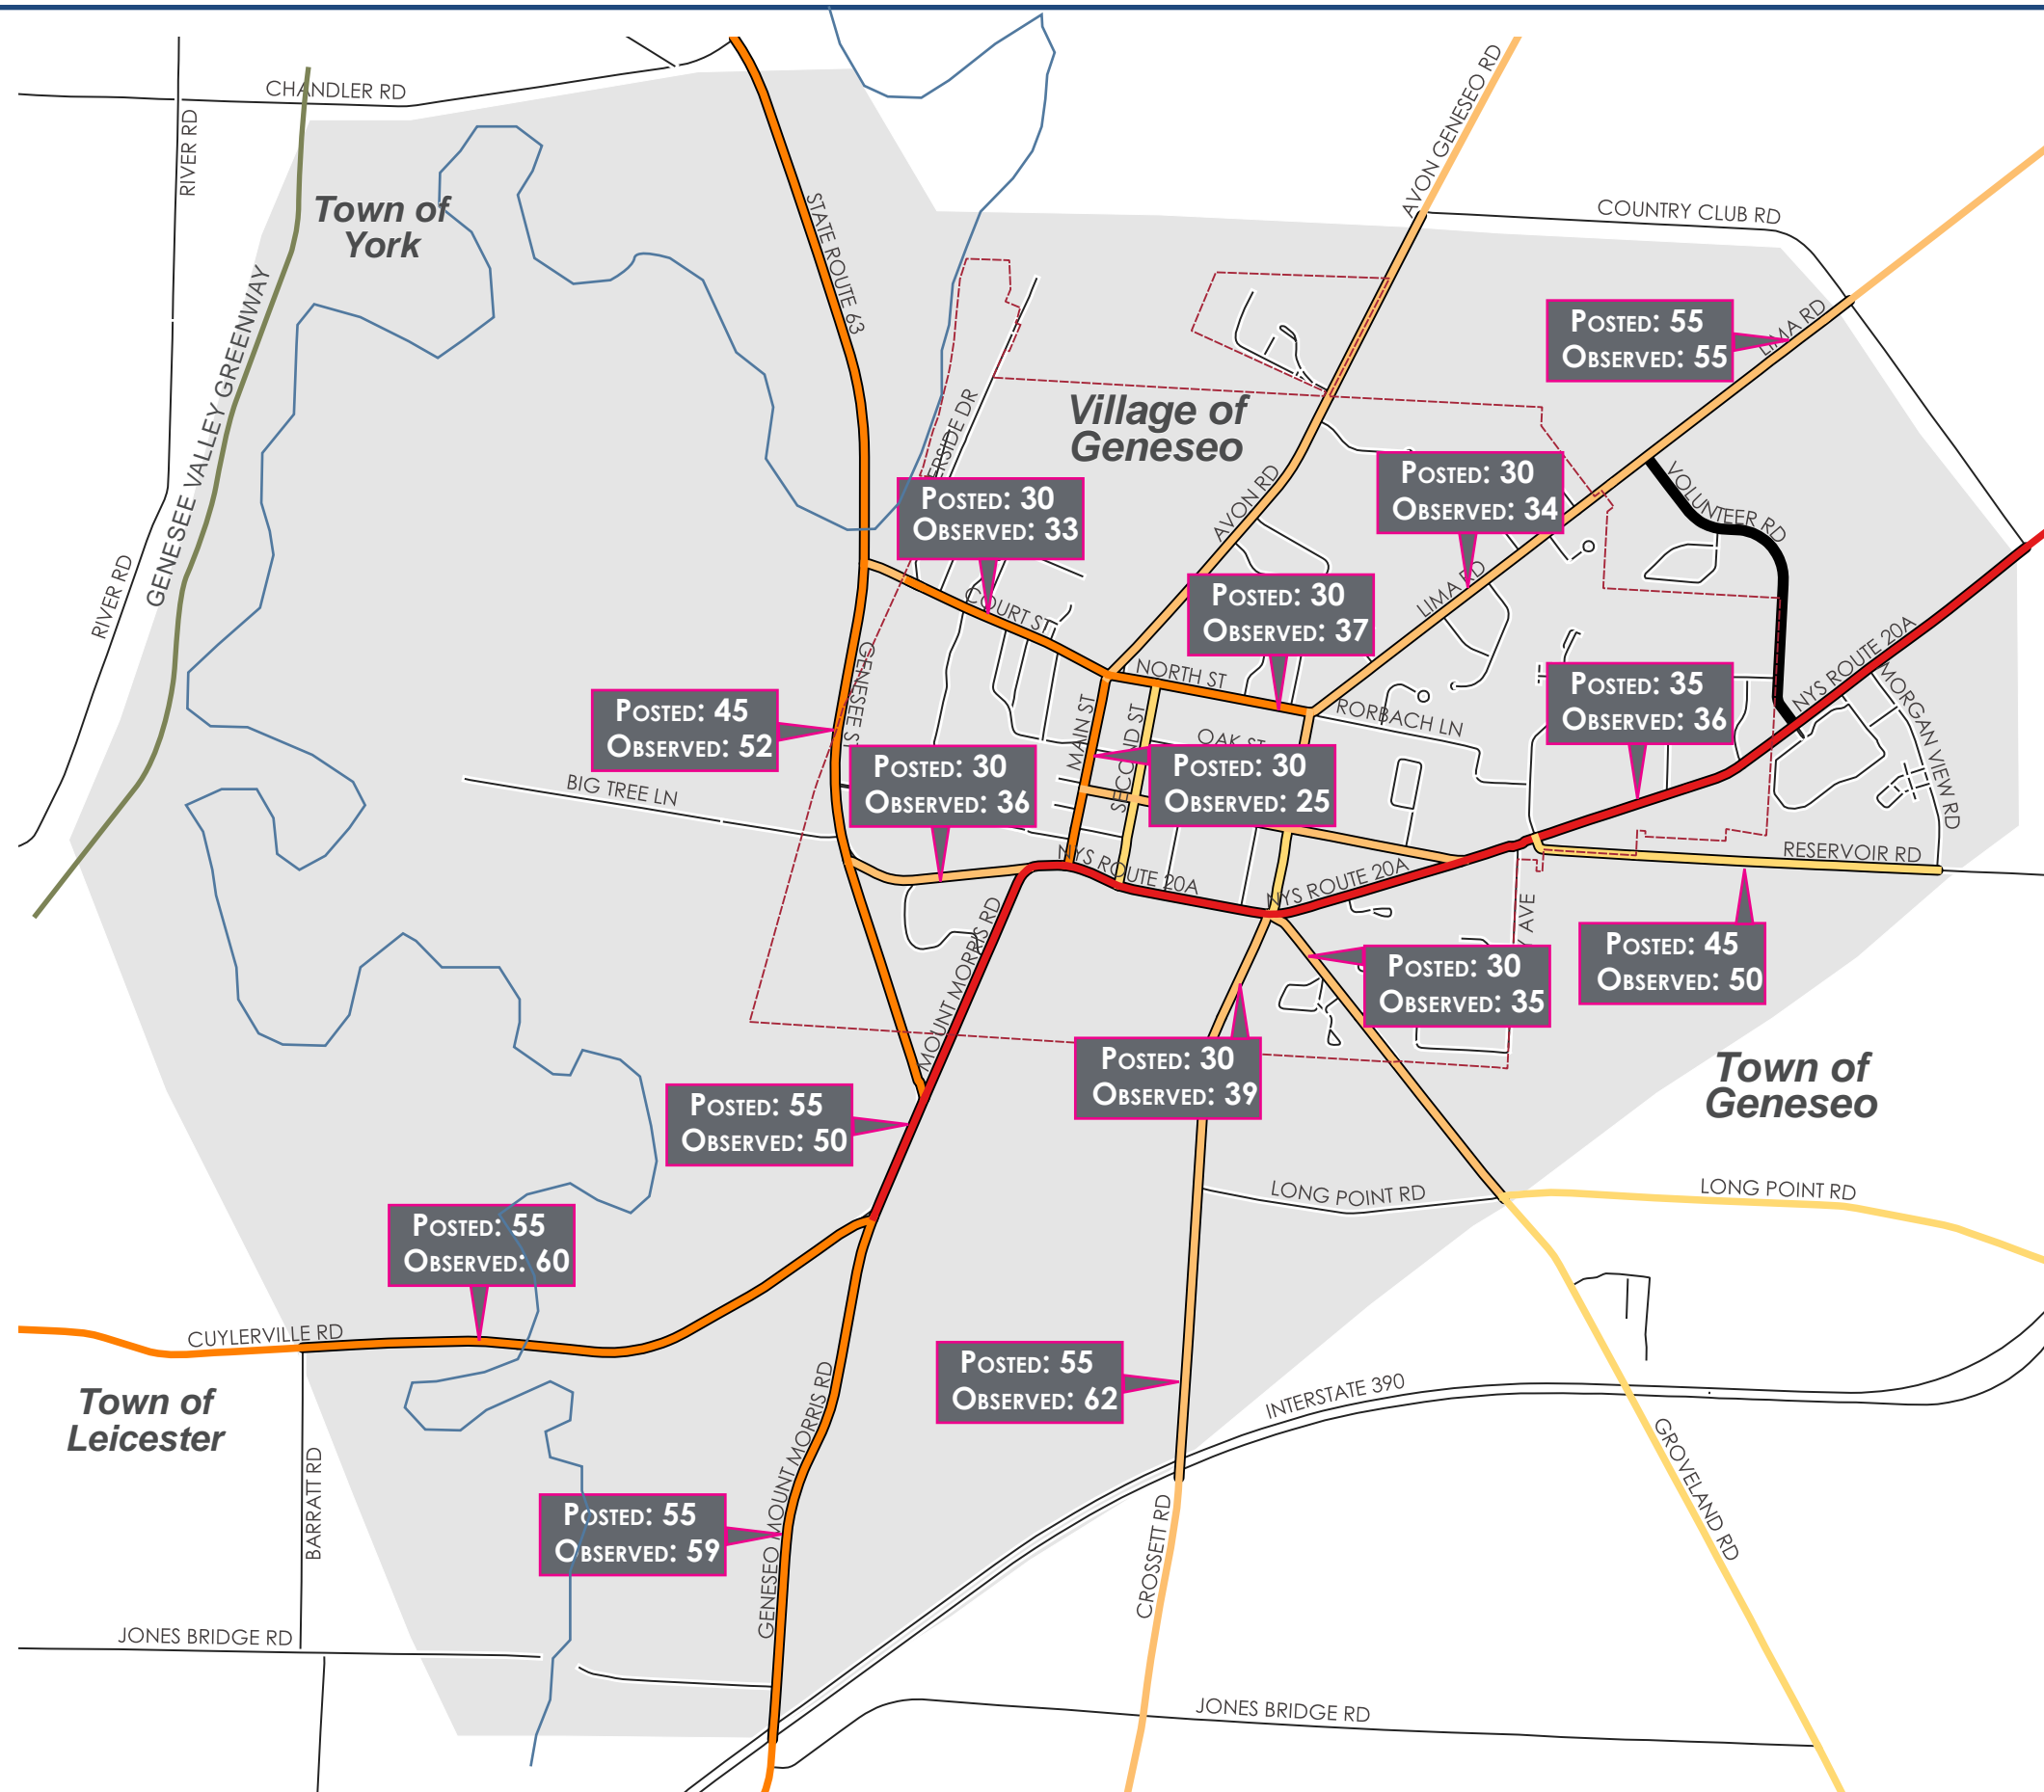 CHANDLER RD
RIVER RD
Town of
York
STATE ROUTE 63
AVON GENESEO RD
COUNTRY CLUB RD
GENESEE VALLEY GREENWAY
Village of
Geneseo
POSTED: 55
OBSERVED: 55
LIMA RD
ERSIDE DR
AVON RD
POSTED: 30
OBSERVED: 34
VOLUNTEER RD
POSTED: 30
OBSERVED: 33
RIVER RD
COURT ST
POSTED: 30
OBSERVED: 37
LIMA RD
NYS ROUTE 20A
MORGAN VIEW RD
GENESEE ST
NORTH ST
RORBACH LN
POSTED: 35
OBSERVED: 36
POSTED: 45
OBSERVED: 52
MAIN ST
SECOND ST
OAK ST
POSTED: 30
OBSERVED: 36
POSTED: 30
OBSERVED: 25
BIG TREE LN
NYS ROUTE 20A
NYS ROUTE 20A
RESERVOIR RD
MOUNT MORRIS RD
AVE
POSTED: 45
OBSERVED: 50
POSTED: 30
OBSERVED: 35
POSTED: 30
OBSERVED: 39
Town of
Geneseo
POSTED: 55
OBSERVED: 50
LONG POINT RD
LONG POINT RD
POSTED: 55
OBSERVED: 60
CUYLERVILLE RD
Town of
Leicester
POSTED: 55
OBSERVED: 62
INTERSTATE 390
GENESEO MOUNT MORRIS RD
BARRATT RD
POSTED: 55
OBSERVED: 59
CROSSETT RD
GROVELAND RD
JONES BRIDGE RD
JONES BRIDGE RD